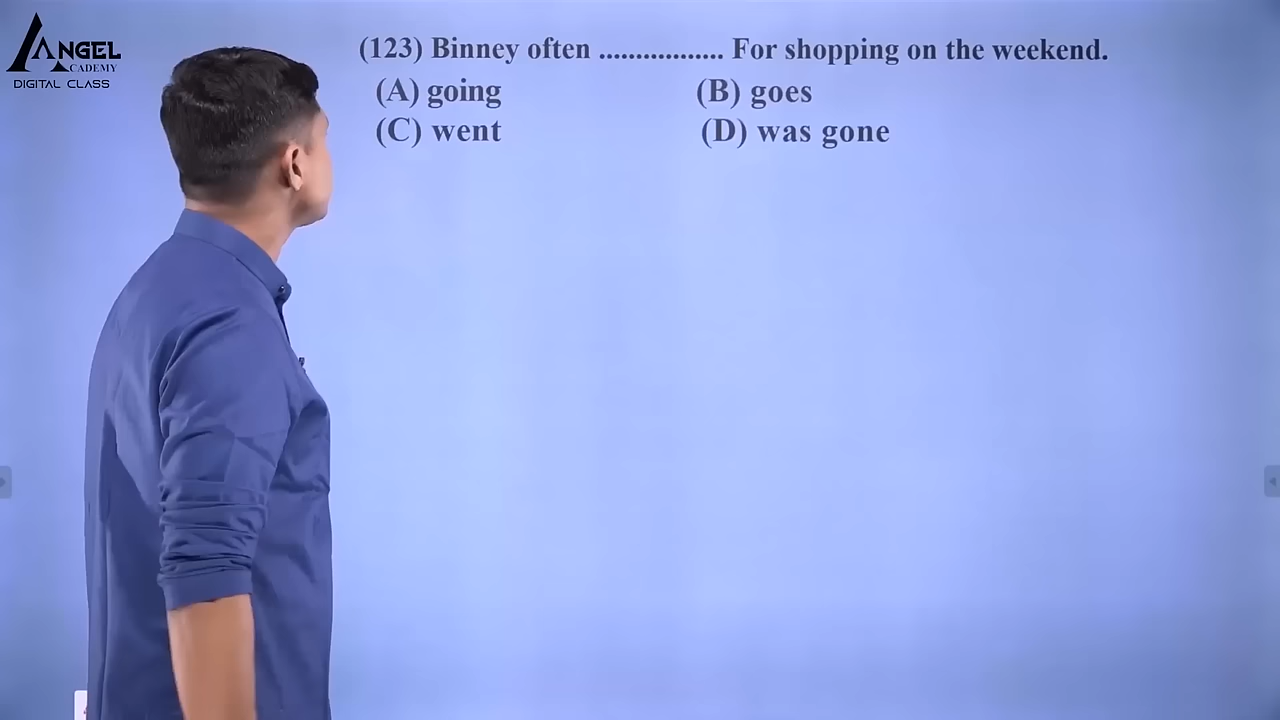 ANGEL
ACADEMY
DIGITAL CLASS
(123) Binney often ................. For shopping on the weekend.
(A) going (B) goes
(C) went (D) was gone